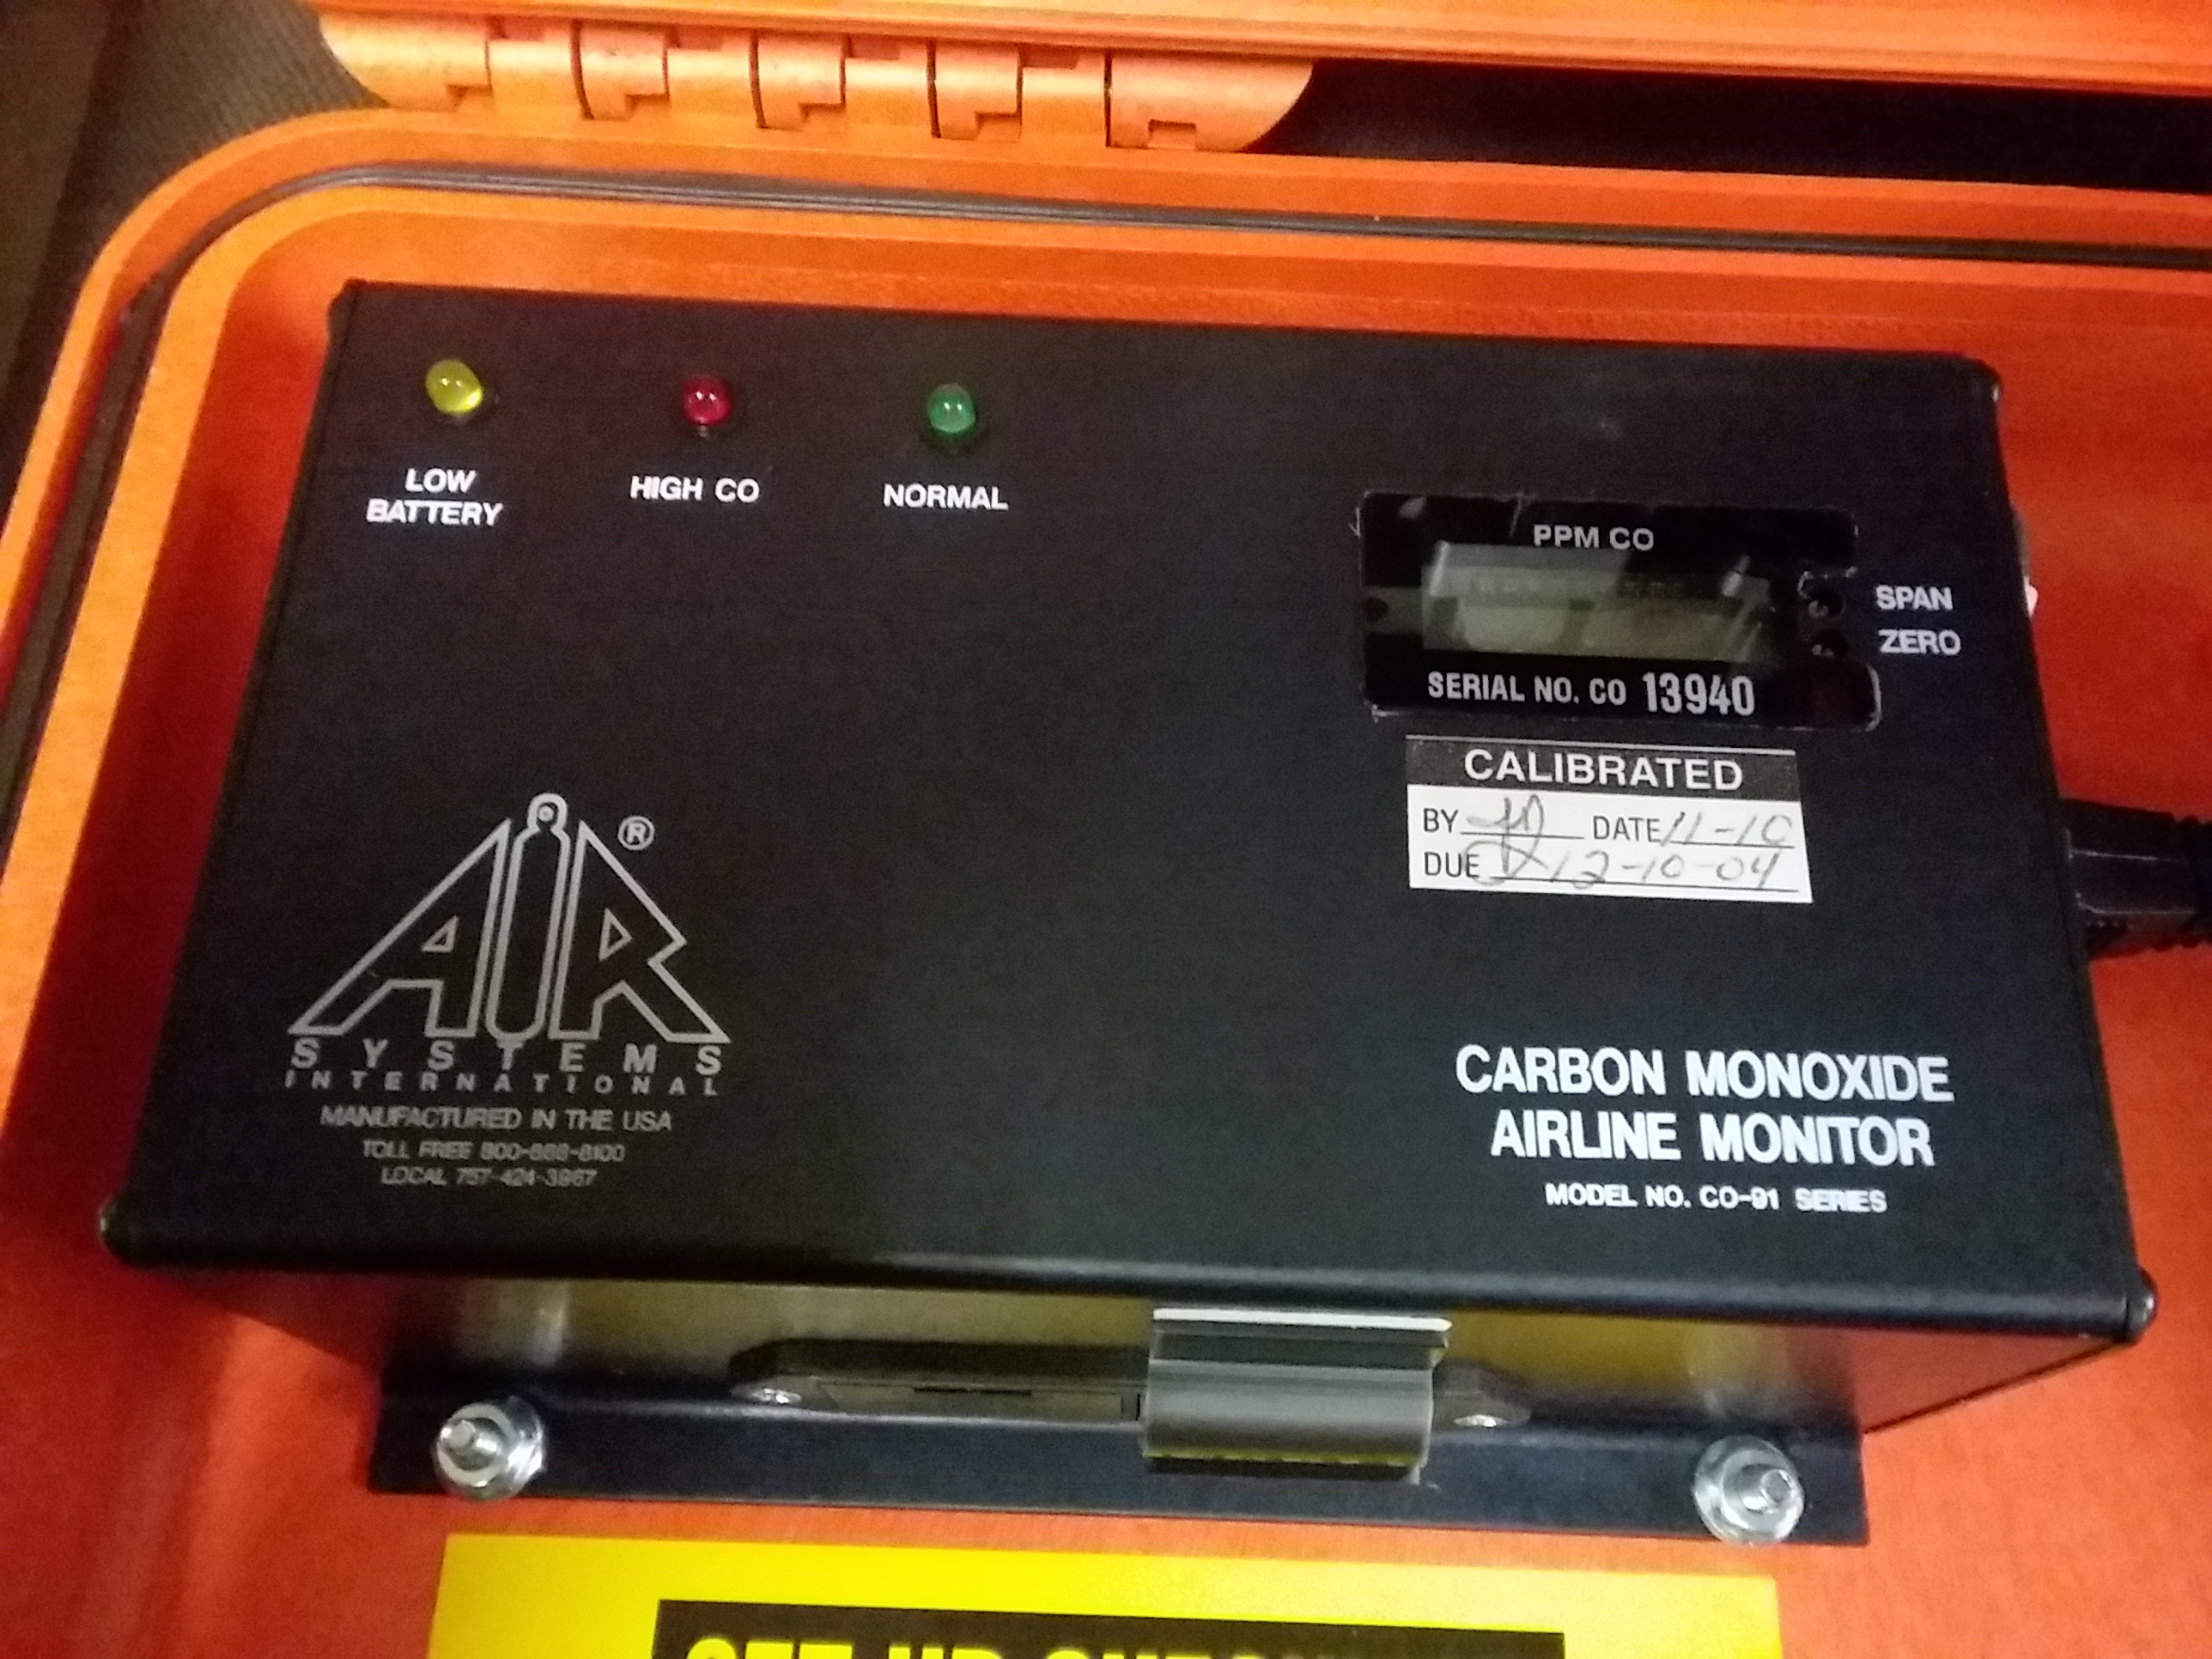 LOW
BATTERY
HIGH CO
NORMAL
PPM CO
SPAN
ZERO
SERIAL NO. CO 13940
CALIBRATED
BY DATE 11-10
DUE 12-10-04
AIR®
SYSTEMS
INTERNATIONAL
MANUFACTURED IN THE USA
TOLL FREE 800-888-8100
LOCAL 757-424-3967
CARBON MONOXIDE
AIRLINE MONITOR
MODEL NO. CO-91 SERIES